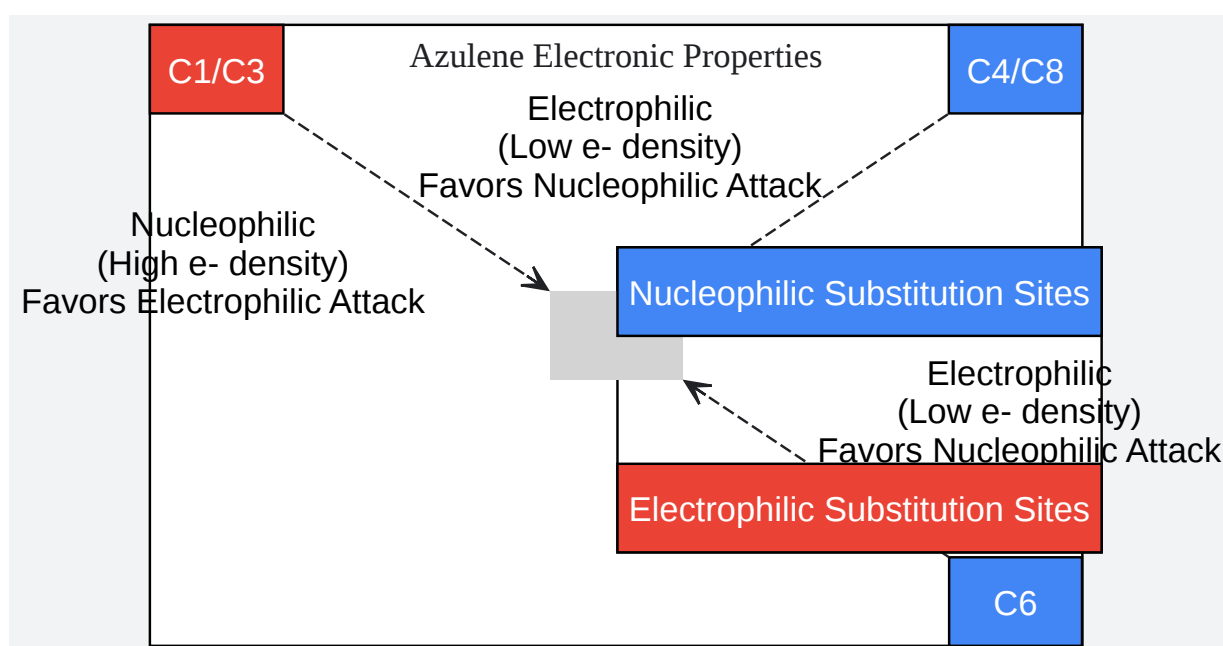 Azulene Electronic Properties
C1/C3
C4/C8
Electrophilic
(Low e- density)
Favors Nucleophilic Attack
Nucleophilic
(High e- density)
Favors Electrophilic Attack
Nucleophilic Substitution Sites
Electrophilic
(Low e- density)
Favors Nucleophilic Attack
Electrophilic Substitution Sites
C6